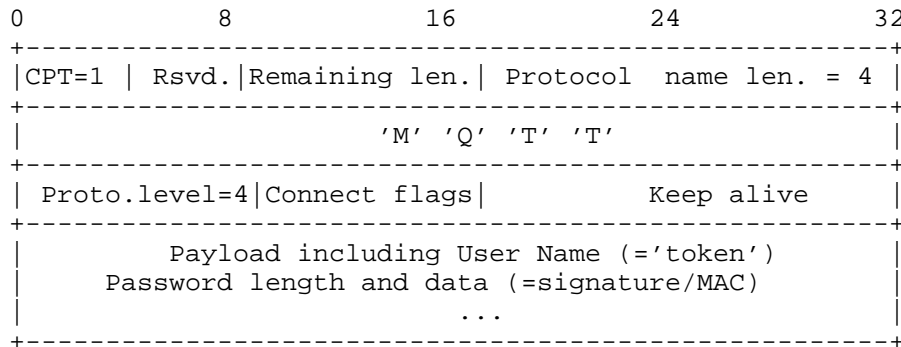 0               8               16               24               32
+---------------------------------------------------------------+
|CPT=1 | Rsvd.|Remaining len.| Protocol  name len. = 4 |
+---------------------------------------------------------------+
|                          ’M’ ’Q’ ’T’ ’T’                          |
+---------------------------------------------------------------+
| Proto.level=4|Connect flags|           Keep alive           |
+---------------------------------------------------------------+
|          Payload including User Name (=’token’)          |
|      Password length and data (=signature/MAC)      |
|                               ...                               |
+---------------------------------------------------------------+